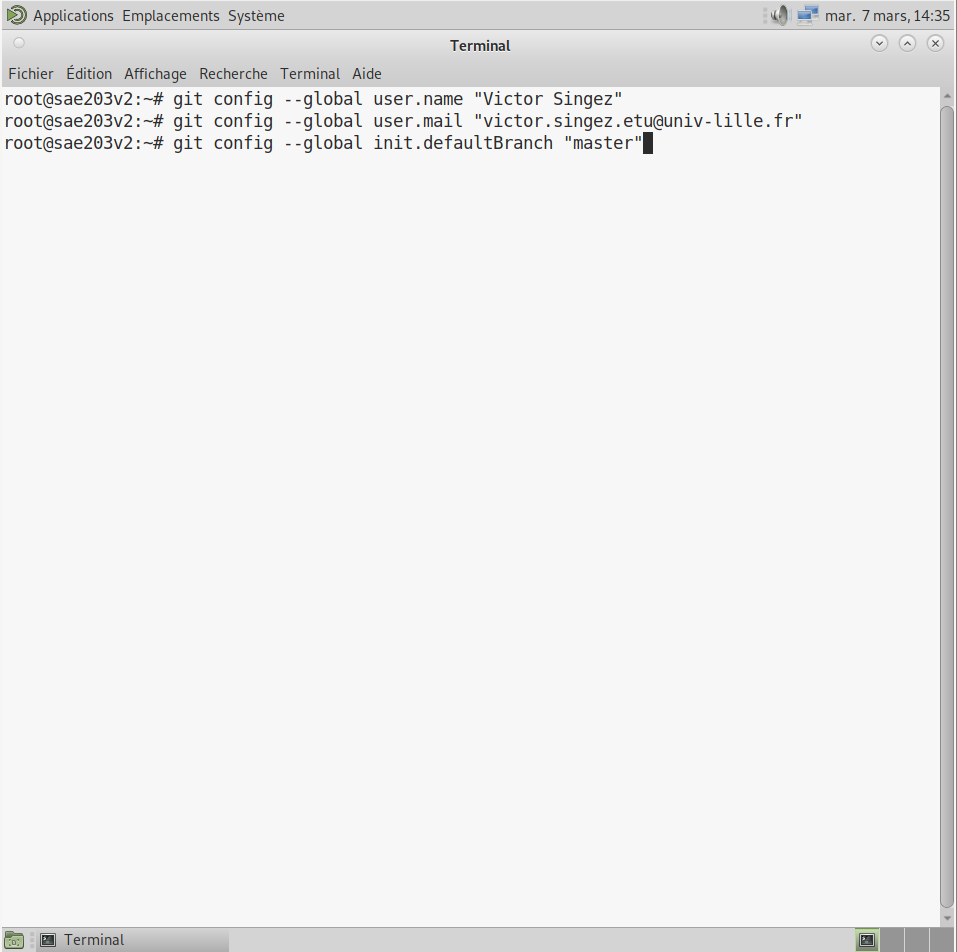 Applications Emplacements Système mar. 7 mars, 14:35
Terminal
Fichier Édition Affichage Recherche Terminal Aide
root@sae203v2:~# git config --global user.name "Victor Singez"
root@sae203v2:~# git config --global user.mail "victor.singez.etu@univ-lille.fr"
root@sae203v2:~# git config --global init.defaultBranch "master"
Terminal